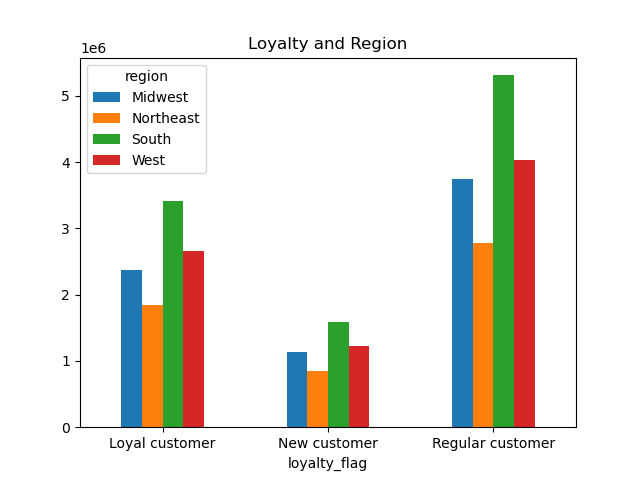 Loyalty and Region
1e6
region
Midwest
Northeast
South
West
5
4
3
2
1
0
Loyal customer New customer Regular customer
loyalty_flag